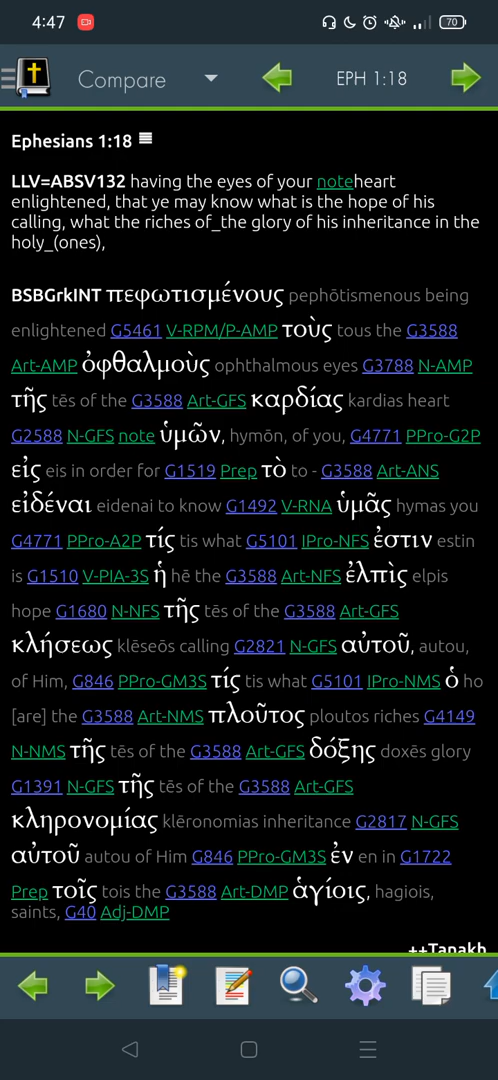 4:47
70
Compare
EPH 1:18
Ephesians 1:18
LLV=ABSV132 having the eyes of your noteheart
enlightened, that ye may know what is the hope of his
calling, what the riches of_the glory of his inheritance in the
holy_(ones),
BSBGrkINT πεφωτισμένους pephōtismenous being
enlightened G5461 V-RPM/P-AMP τοὺς tous the G3588
Art-AMP ὀφθαλμοὺς ophthalmous eyes G3788 N-AMP
τῆς tēs of the G3588 Art-GFS καρδίας kardias heart
G2588 N-GFS note ὑμῶν, hymōn, of you, G4771 PPro-G2P
εἰς eis in order for G1519 Prep τὸ to - G3588 Art-ANS
εἰδέναι eidenai to know G1492 V-RNA ὑμᾶς hymas you
G4771 PPro-A2P τίς tis what G5101 IPro-NFS ἐστιν estin
is G1510 V-PIA-3S ἡ hē the G3588 Art-NFS ἐλπὶς elpis
hope G1680 N-NFS τῆς tēs of the G3588 Art-GFS
κλήσεως klēseōs calling G2821 N-GFS αὐτοῦ, autou,
of Him, G846 PPro-GM3S τίς tis what G5101 IPro-NMS ὁ ho
[are] the G3588 Art-NMS πλοῦτος ploutos riches G4149
N-NMS τῆς tēs of the G3588 Art-GFS δόξης doxēs glory
G1391 N-GFS τῆς tēs of the G3588 Art-GFS
κληρονομίας klēronomias inheritance G2817 N-GFS
αὐτοῦ autou of Him G846 PPro-GM3S ἐν en in G1722
Prep τοῖς tois the G3588 Art-DMP ἁγίοις, hagiois,
saints, G40 Adj-DMP
++Tanakh